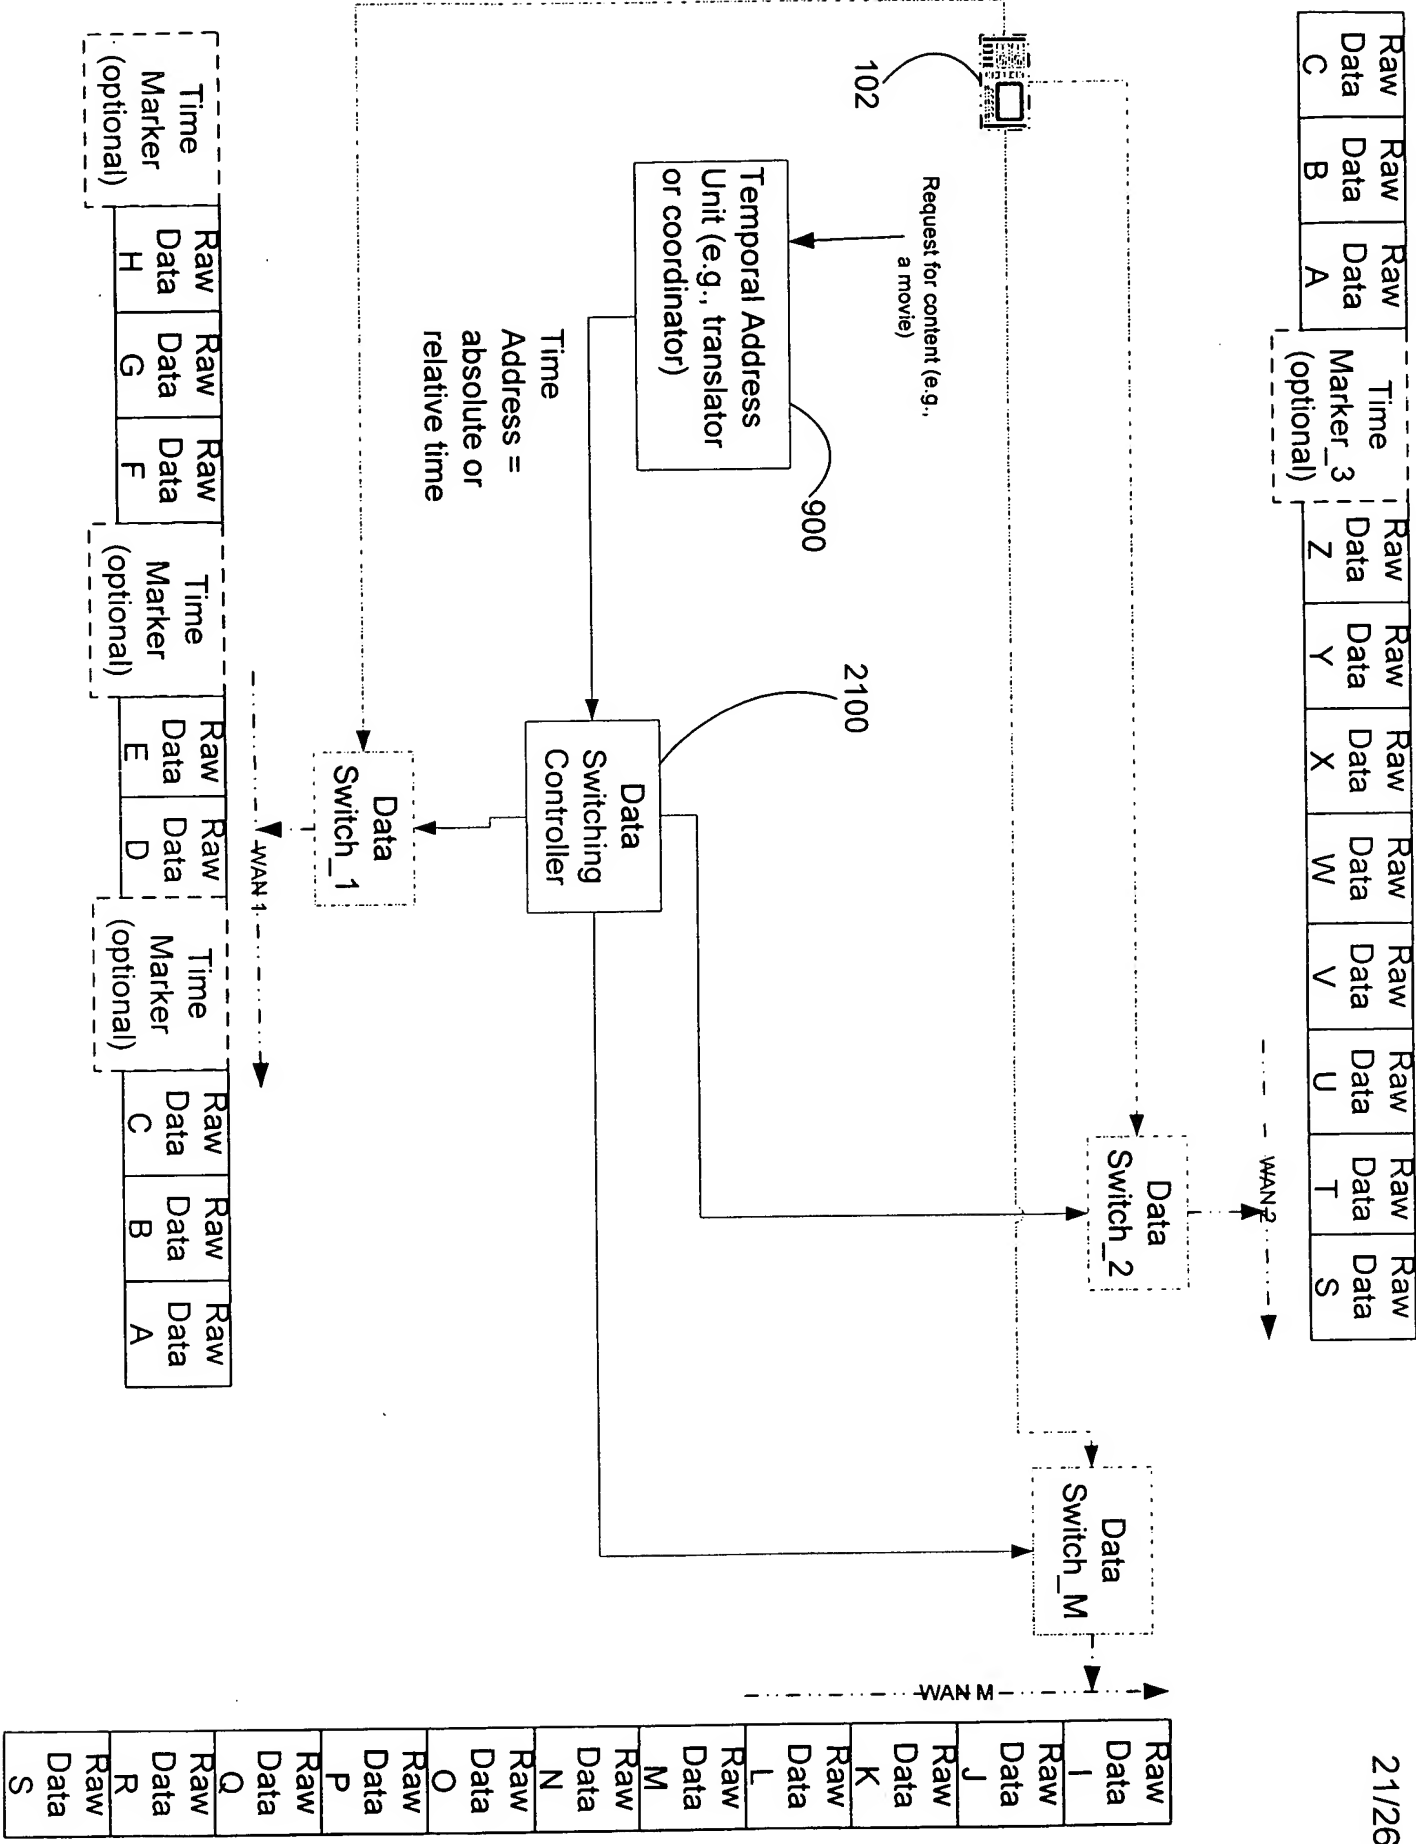 21/26
Raw
Data
C
Raw
Data
B
Raw
Data
A
Time
Marker_3
(optional)
Raw
Data
Z
Raw
Data
Y
Raw
Data
X
Raw
Data
W
Raw
Data
V
Raw
Data
U
Raw
Data
T
Raw
Data
S
WAN 2
102
Request for content (e.g.,
a movie)
Temporal Address
Unit (e.g., translator
or coordinator)
900
Time
Address =
absolute or
relative time
2100
Data
Switching
Controller
Data
Switch_1
Data
Switch_2
Data
Switch_M
WAN M
Raw
Data
I
Raw
Data
J
Raw
Data
K
Raw
Data
L
Raw
Data
M
Raw
Data
N
Raw
Data
O
Raw
Data
P
Raw
Data
Q
Raw
Data
R
Raw
Data
S
WAN 1
Time
Marker
(optional)
Raw
Data
H
Raw
Data
G
Raw
Data
F
Time
Marker
(optional)
Raw
Data
E
Raw
Data
D
Time
Marker
(optional)
Raw
Data
C
Raw
Data
B
Raw
Data
A